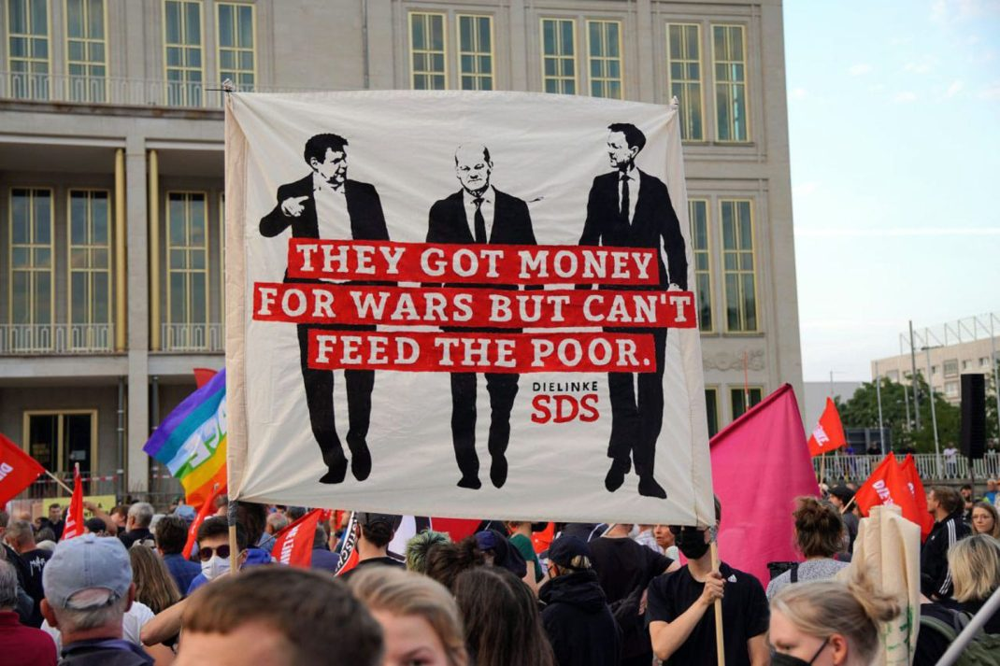 THEY GOT MONEY
FOR WARS BUT CAN'T
FEED THE POOR.
DIELINKE
SDS